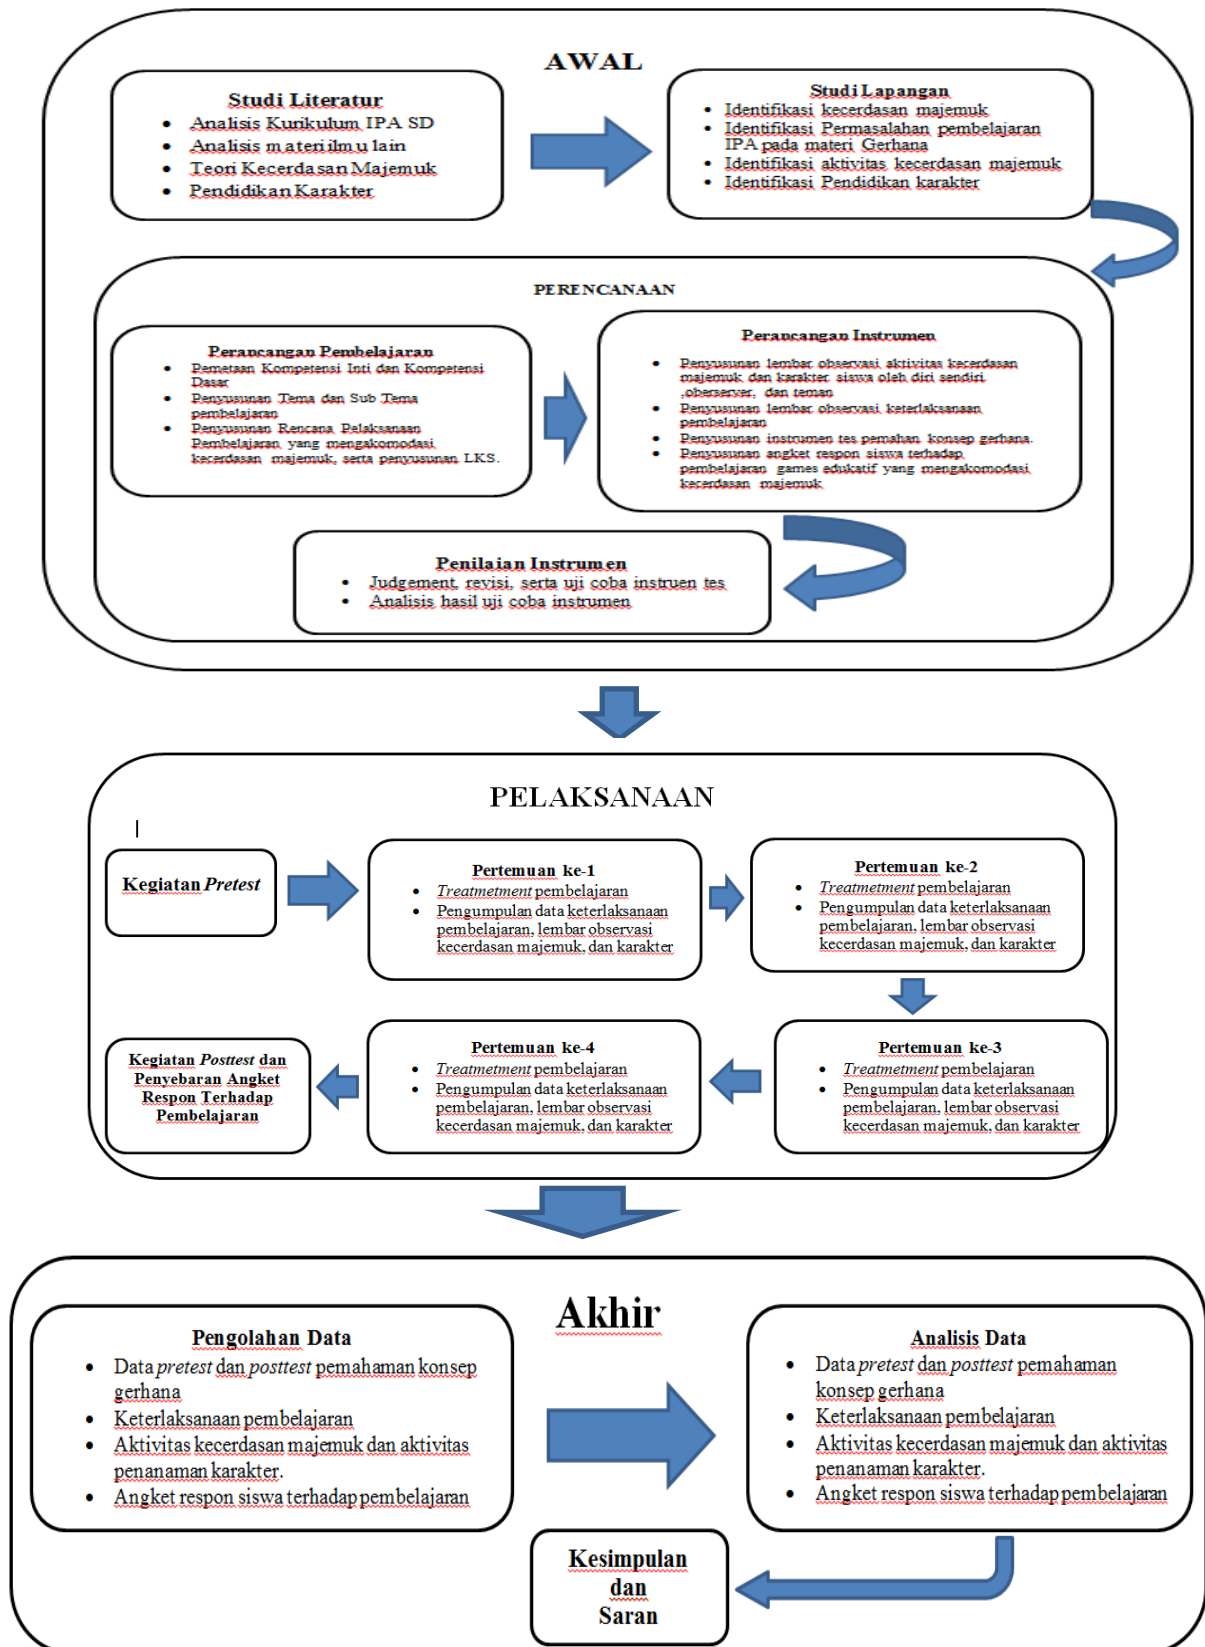 AWAL
Studi Literatur
• Analisis Kurikulum IPA SD
• Analisis materi ilmu lain
• Teori Kecerdasan Majemuk
• Pendidikan Karakter
Studi Lapangan
• Identifikasi kecerdasan majemuk
• Identifikasi Permasalahan pembelajaran
IPA pada materi Gerhana
• Identifikasi aktivitas kecerdasan majemuk
• Identifikasi Pendidikan karakter
PERENCANAAN
Perancangan Pembelajaran
• Pemetaan Kompetensi Inti dan Kompetensi
Dasar
• Penyusunan Tema dan Sub Tema
pembelajaran
• Penyusunan Rencana Pelaksanaan
Pembelajaran yang mengakomodasi
kecerdasan majemuk, serta penyusunan LKS.
Perancangan Instrumen
• Penyusunan lembar observasi aktivitas kecerdasan
majemuk dan karakter siswa oleh diri sendiri
,oberserver, dan teman
• Penyusunan lembar observasi keterlaksanaan
pembelajaran
• Penyusunan instrumen tes pemahan konsep gerhana.
• Penyusunan angket respon siswa terhadap
pembelajaran games edukatif yang mengakomodasi
kecerdasan majemuk
Penilaian Instrumen
• Judgement, revisi, serta uji coba instruen tes
• Analisis hasil uji coba instrumen
PELAKSANAAN
Kegiatan Pretest
Pertemuan ke-1
• Treatmetment pembelajaran
• Pengumpulan data keterlaksanaan
pembelajaran, lembar observasi
kecerdasan majemuk, dan karakter
Pertemuan ke-2
• Treatmetment pembelajaran
• Pengumpulan data keterlaksanaan
pembelajaran, lembar observasi
kecerdasan majemuk, dan karakter
Pertemuan ke-3
• Treatmetment pembelajaran
• Pengumpulan data keterlaksanaan
pembelajaran, lembar observasi
kecerdasan majemuk, dan karakter
Pertemuan ke-4
• Treatmetment pembelajaran
• Pengumpulan data keterlaksanaan
pembelajaran, lembar observasi
kecerdasan majemuk, dan karakter
Kegiatan Posttest dan
Penyebaran Angket
Respon Terhadap
Pembelajaran
Akhir
Pengolahan Data
• Data pretest dan posttest pemahaman konsep
gerhana
• Keterlaksanaan pembelajaran
• Aktivitas kecerdasan majemuk dan aktivitas
penanaman karakter.
• Angket respon siswa terhadap pembelajaran
Analisis Data
• Data pretest dan posttest pemahaman
konsep gerhana
• Keterlaksanaan pembelajaran
• Aktivitas kecerdasan majemuk dan aktivitas
penanaman karakter.
• Angket respon siswa terhadap pembelajaran
Kesimpulan
dan
Saran